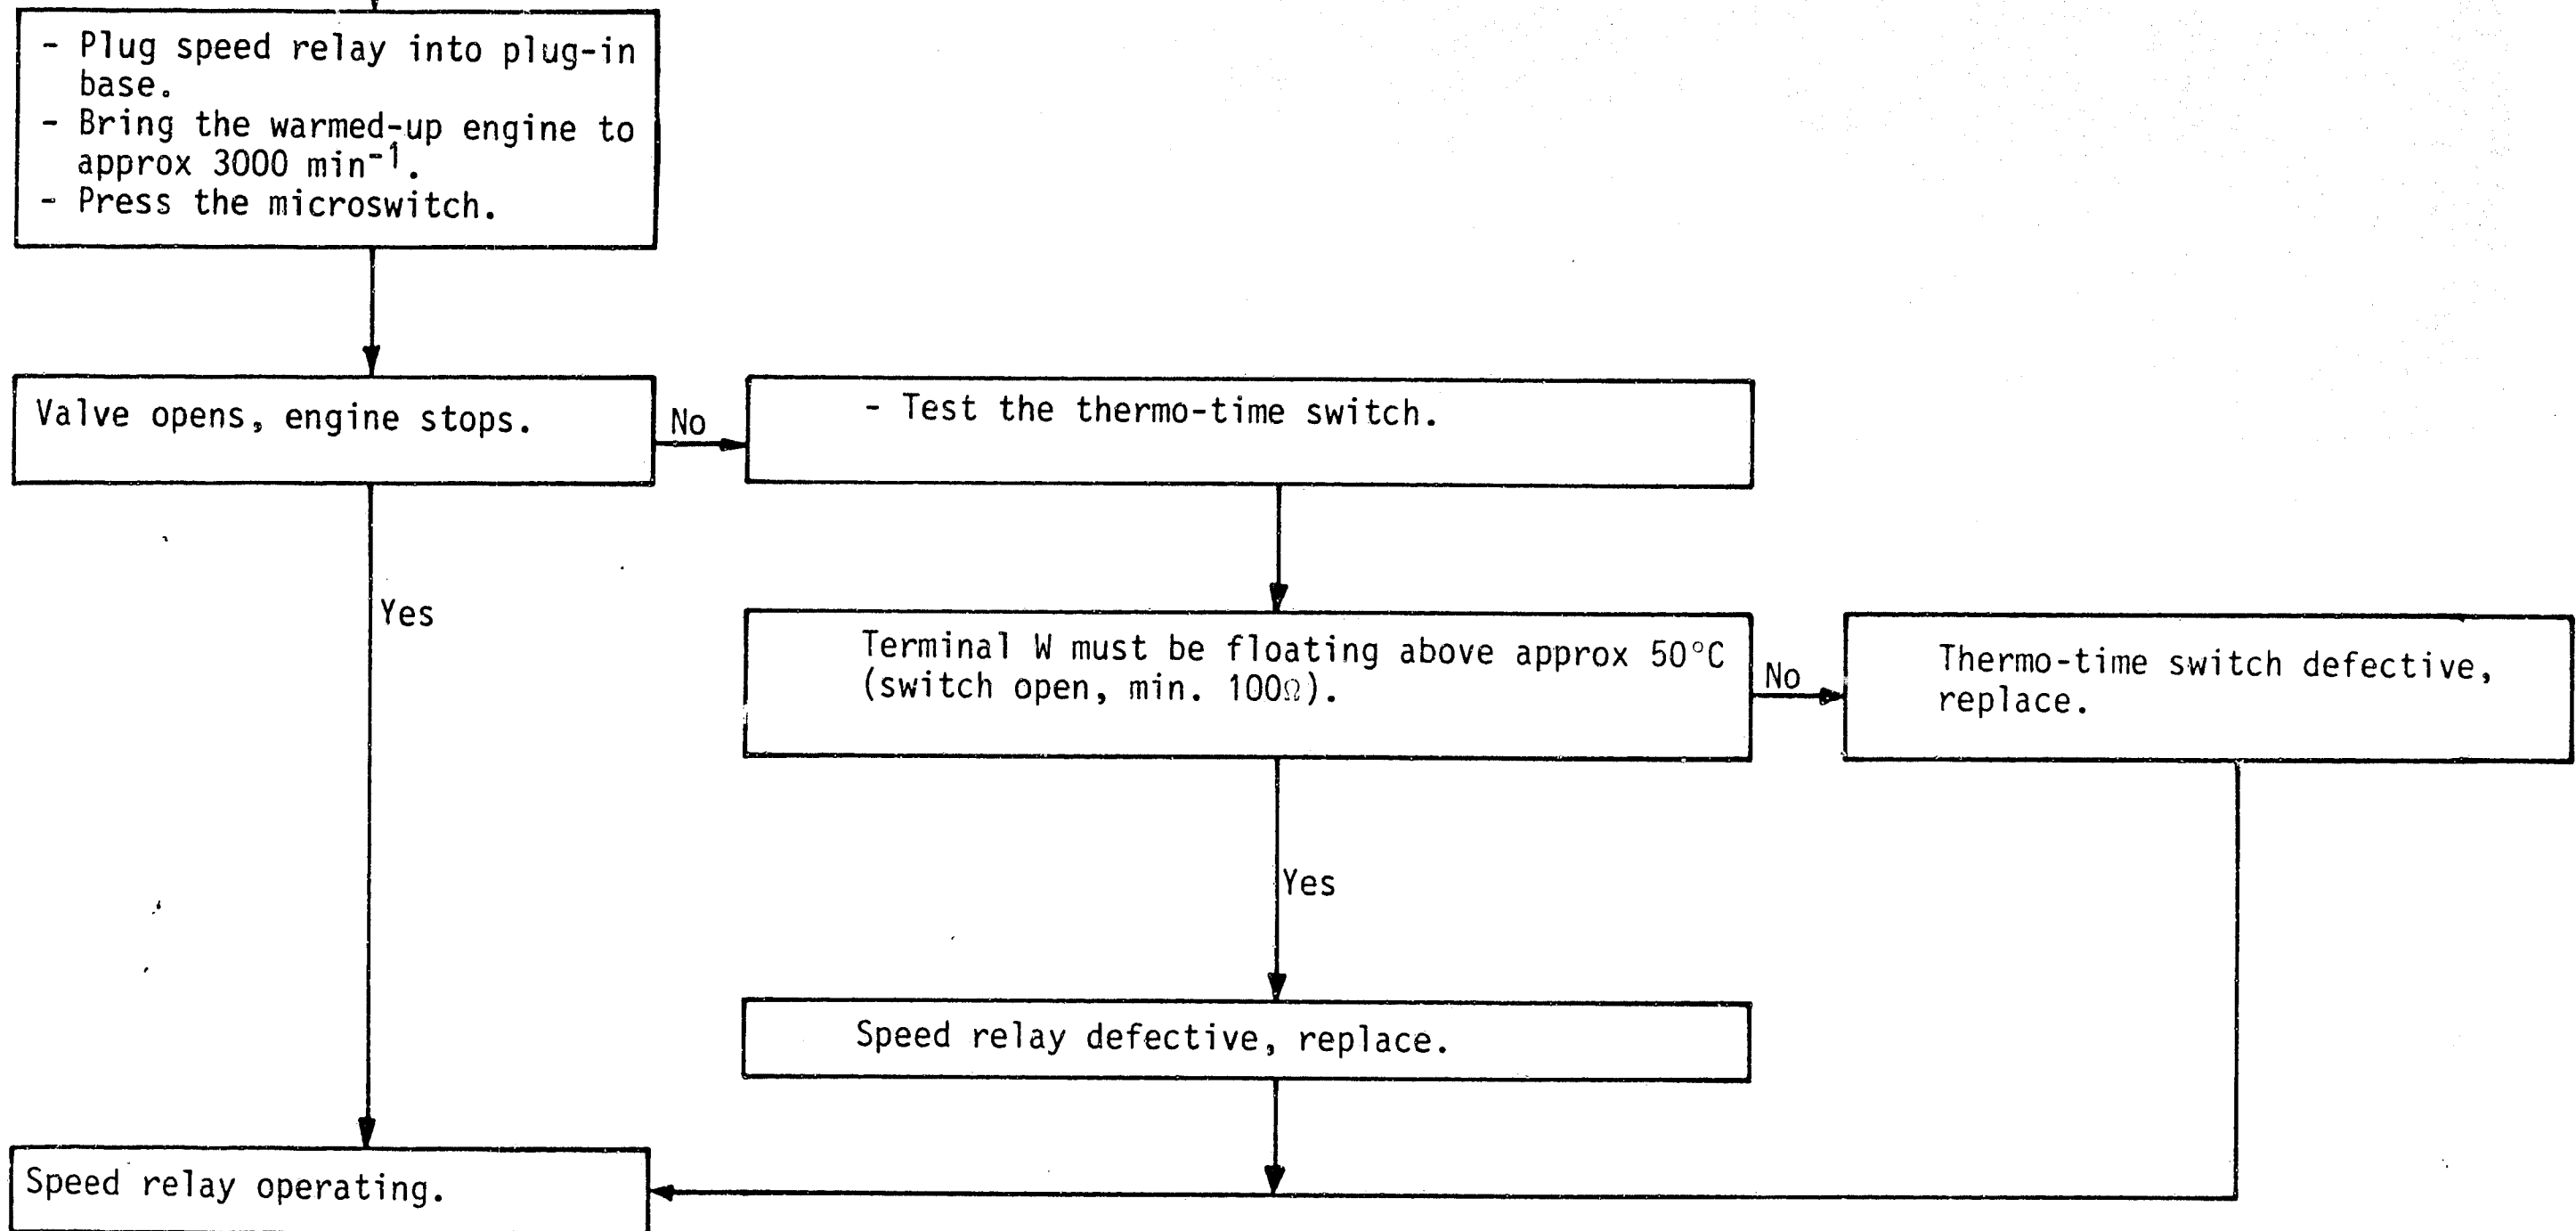 - Plug speed relay into plug-in
base.
- Bring the warmed-up engine to
approx 3000 min⁻¹.
- Press the microswitch.
Valve opens, engine stops.
No
- Test the thermo-time switch.
Yes
Terminal W must be floating above approx 50°C
(switch open, min. 100Ω).
No
Thermo-time switch defective,
replace.
Yes
Speed relay defective, replace.
Speed relay operating.